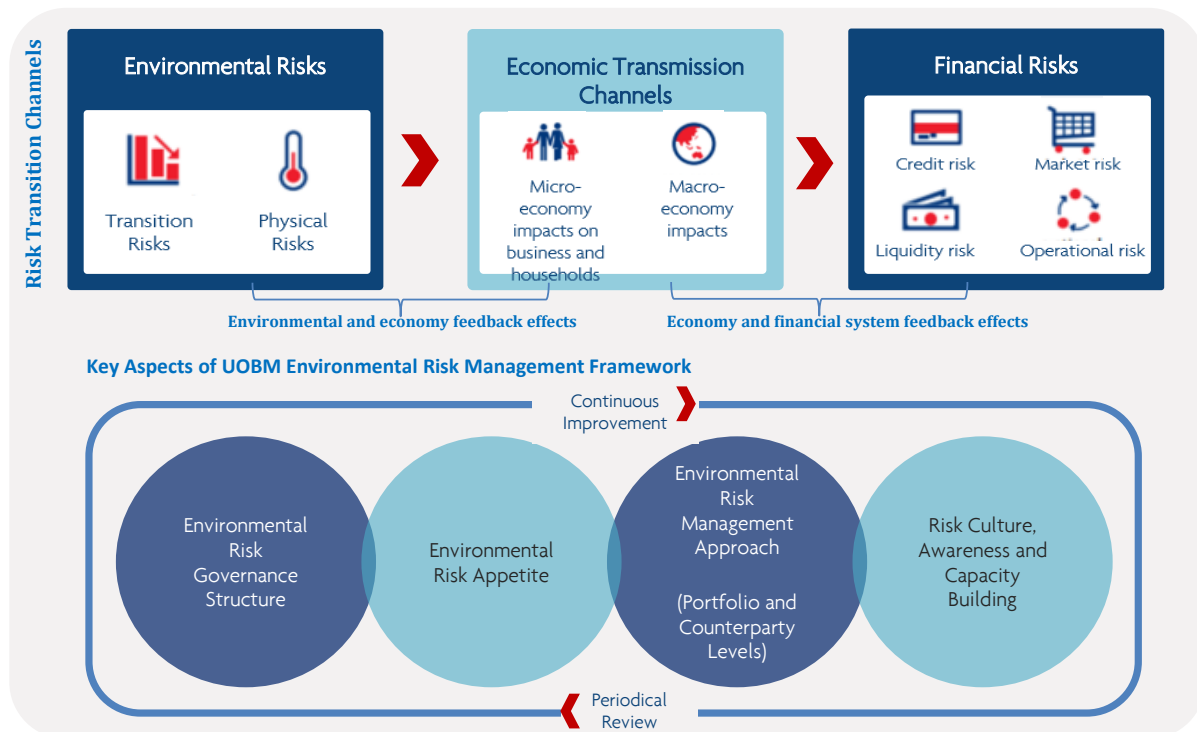 Risk Transition Channels
Environmental Risks
Transition
Risks
Physical
Risks
Economic Transmission
Channels
Micro-
economy
impacts on
business and
households
Macro-
economy
impacts
Financial Risks
Credit risk
Market risk
Liquidity risk
Operational risk
Environmental and economy feedback effects
Economy and financial system feedback effects
Key Aspects of UOBM Environmental Risk Management Framework
Continuous
Improvement
Environmental
Risk
Governance
Structure
Environmental
Risk Appetite
Environmental
Risk
Management
Approach
(Portfolio and
Counterparty
Levels)
Risk Culture,
Awareness and
Capacity
Building
Periodical
Review